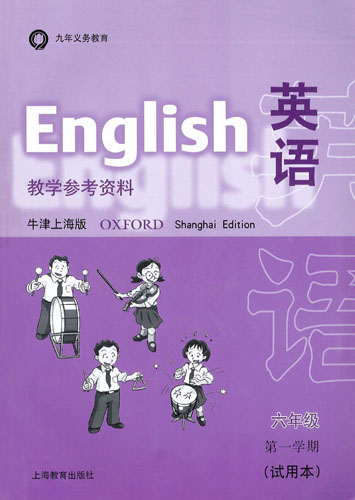 九年义务教育
English
英语
教学参考资料
牛津上海版 OXFORD Shanghai Edition
六年级
第一学期
(试用本)
上海教育出版社